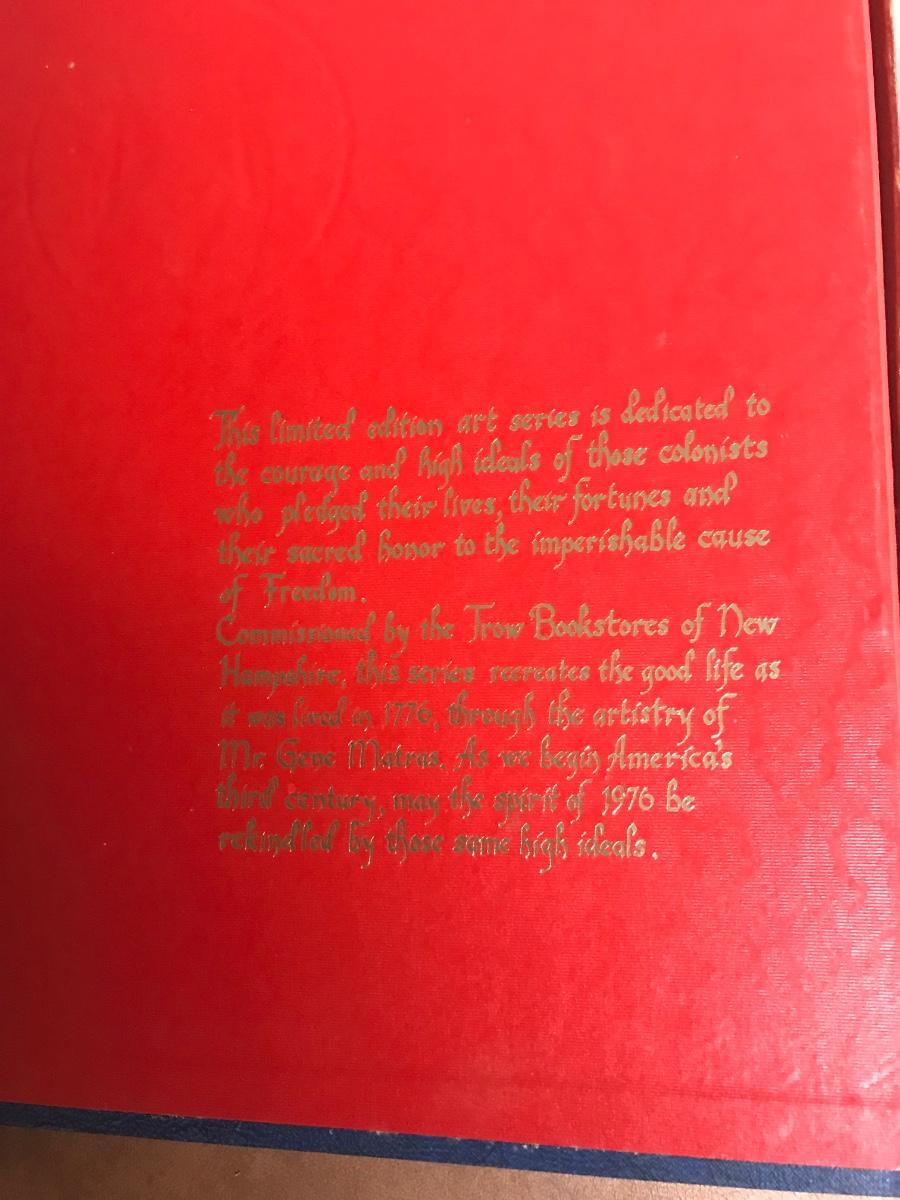 This limited edition art series is dedicated to
the courage and high ideals of those colonists
who pledged their lives, their fortunes and
their sacred honor to the imperishable cause
of Freedom.
Commissioned by the Trow Bookstores of New
Hampshire, this series recreates the good life as
it was lived in 1776, through the artistry of
Mr. Gene Matras. As we begin America's
third century, may the spirit of 1976 be
rekindled by those same high ideals.